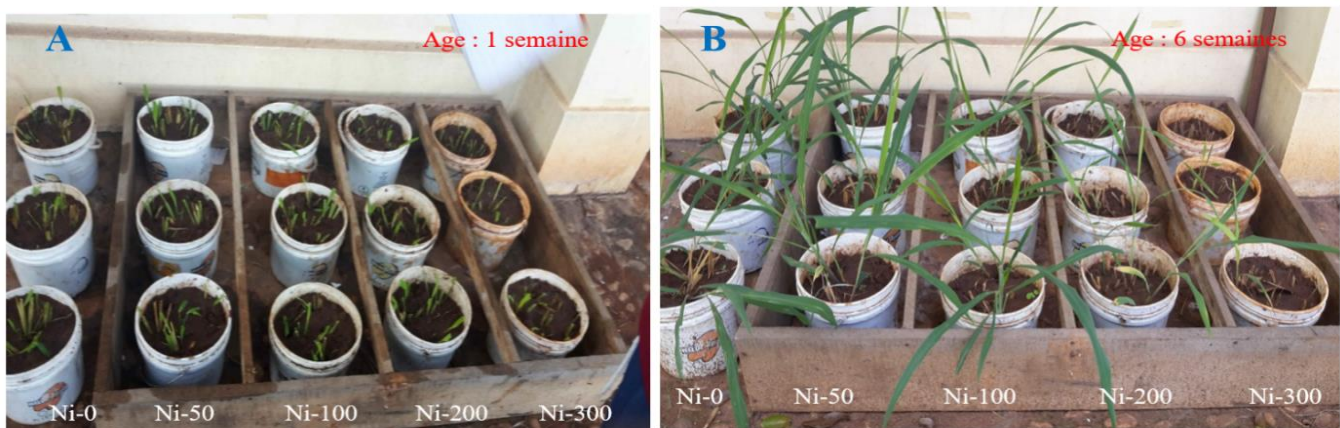 A
Age : 1 semaine
Ni-0 Ni-50 Ni-100 Ni-200 Ni-300
B
Age : 6 semaines
Ni-0 Ni-50 Ni-100 Ni-200 Ni-300